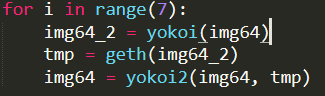 for i in range(7):
    img64_2 = yokoi(img64)
    tmp = geth(img64_2)
    img64 = yokoi2(img64, tmp)